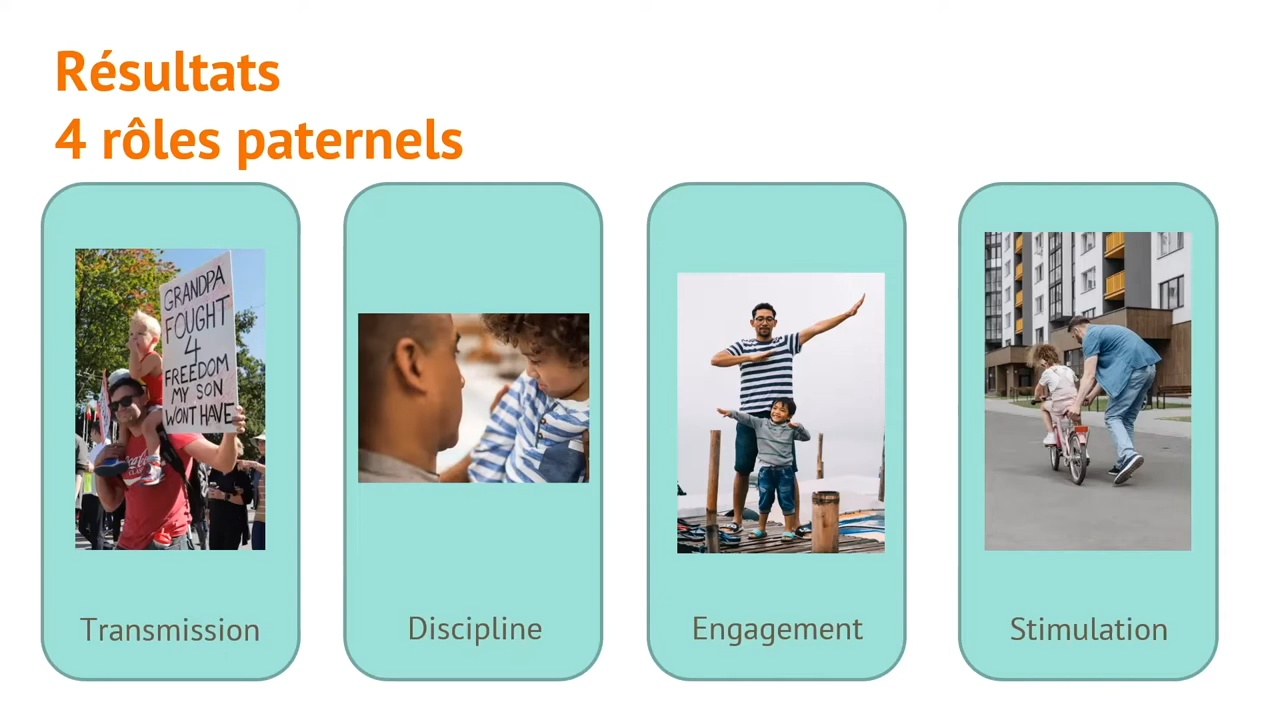 Résultats
4 rôles paternels
GRANDPA
FOUGHT
4
FREEDOM
MY SON
WONT HAVE
Transmission
Discipline
Engagement
Stimulation